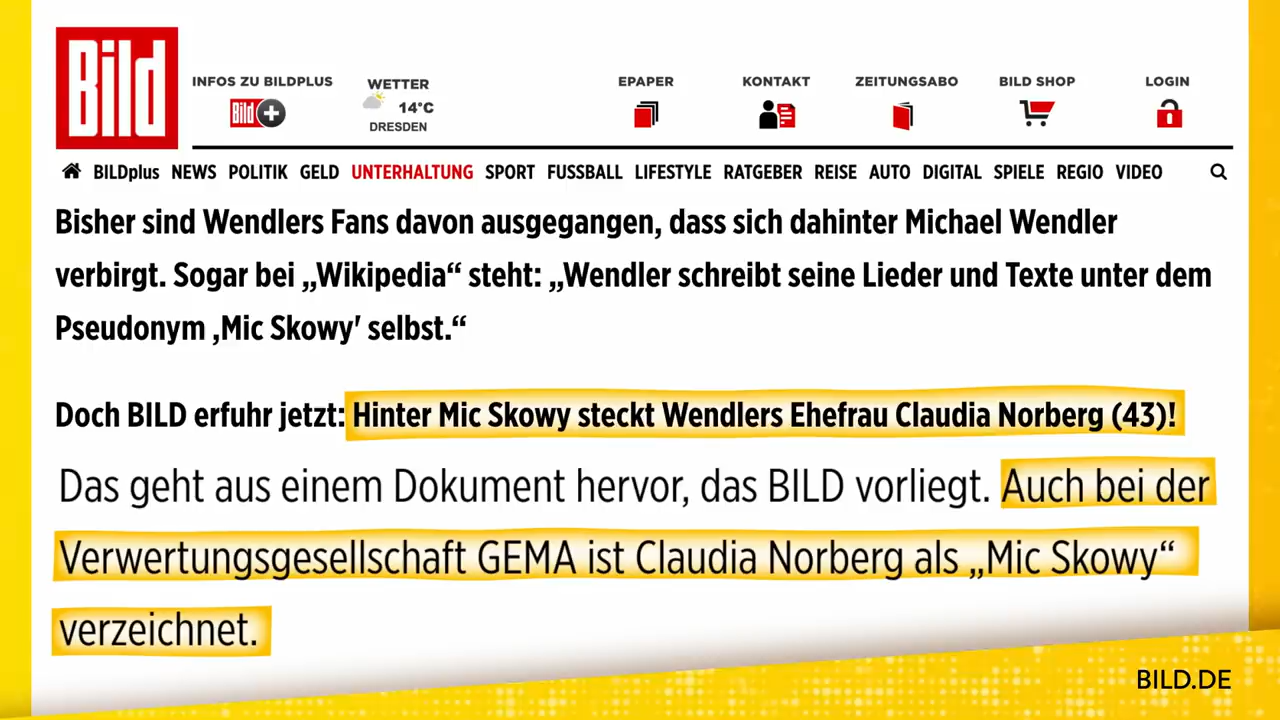 Bild
INFOS ZU BILDPLUS
Bild +
WETTER
14°C
DRESDEN
EPAPER
KONTAKT
ZEITUNGSABO
BILD SHOP
LOGIN
BILDplus NEWS POLITIK GELD UNTERHALTUNG SPORT FUSSBALL LIFESTYLE RATGEBER REISE AUTO DIGITAL SPIELE REGIO VIDEO
Bisher sind Wendlers Fans davon ausgegangen, dass sich dahinter Michael Wendler
verbirgt. Sogar bei „Wikipedia“ steht: „Wendler schreibt seine Lieder und Texte unter dem
Pseudonym ‚Mic Skowy' selbst.“
Doch BILD erfuhr jetzt: Hinter Mic Skowy steckt Wendlers Ehefrau Claudia Norberg (43)!
Das geht aus einem Dokument hervor, das BILD vorliegt. Auch bei der
Verwertungsgesellschaft GEMA ist Claudia Norberg als „Mic Skowy“
verzeichnet.
BILD.DE